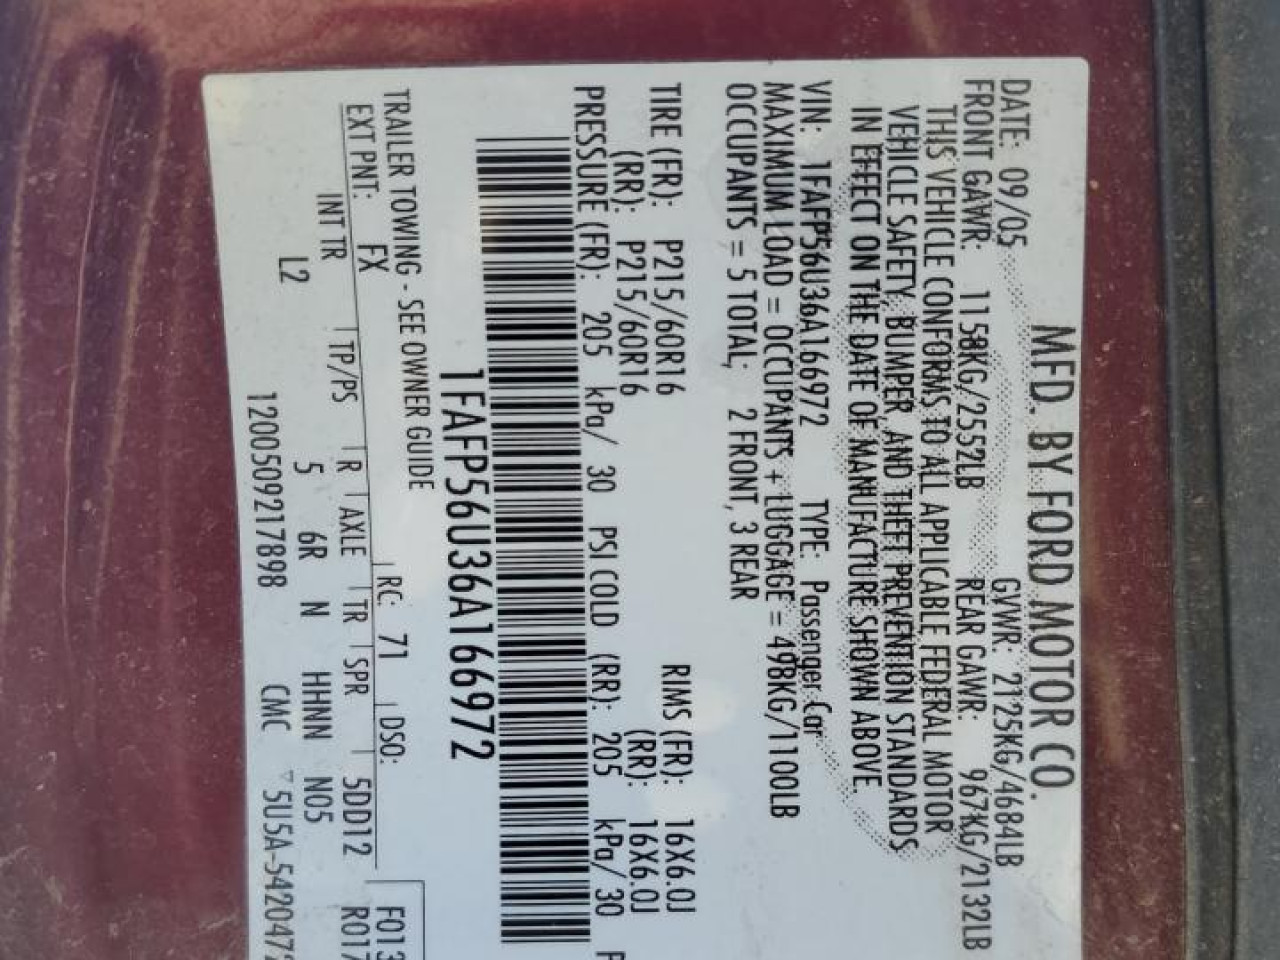 MFD. BY FORD MOTOR CO.
DATE: 09/05 GVWR: 2125KG/4684LB
FRONT GAWR: 1158KG/2552LB REAR GAWR: 967KG/2132LB
THIS VEHICLE CONFORMS TO ALL APPLICABLE FEDERAL MOTOR
VEHICLE SAFETY, BUMPER, AND THEFT PREVENTION STANDARDS
IN EFFECT ON THE DATE OF MANUFACTURE SHOWN ABOVE.
VIN: 1FAFP56U36A166972 TYPE: Passenger Car
MAXIMUM LOAD = OCCUPANTS + LUGGAGE = 498KG/1100LB
OCCUPANTS = 5 TOTAL; 2 FRONT, 3 REAR
TIRE (FR): P215/60R16 RIMS (FR): 16X6.0J
(RR): P215/60R16 (RR): 16X6.0J
PRESSURE (FR): 205 kPa/ 30 PSI COLD (RR): 205 kPa/ 30 P
1FAFP56U36A166972
TRAILER TOWING - SEE OWNER GUIDE
EXT PNT: FX RC: 71 DSO: F013
INT TR TP/PS R AXLE TR SPR 5DD12 R017
L2 5 6R N HHNN N05
1200509217898 CMC ▽ 5U5A-5420472